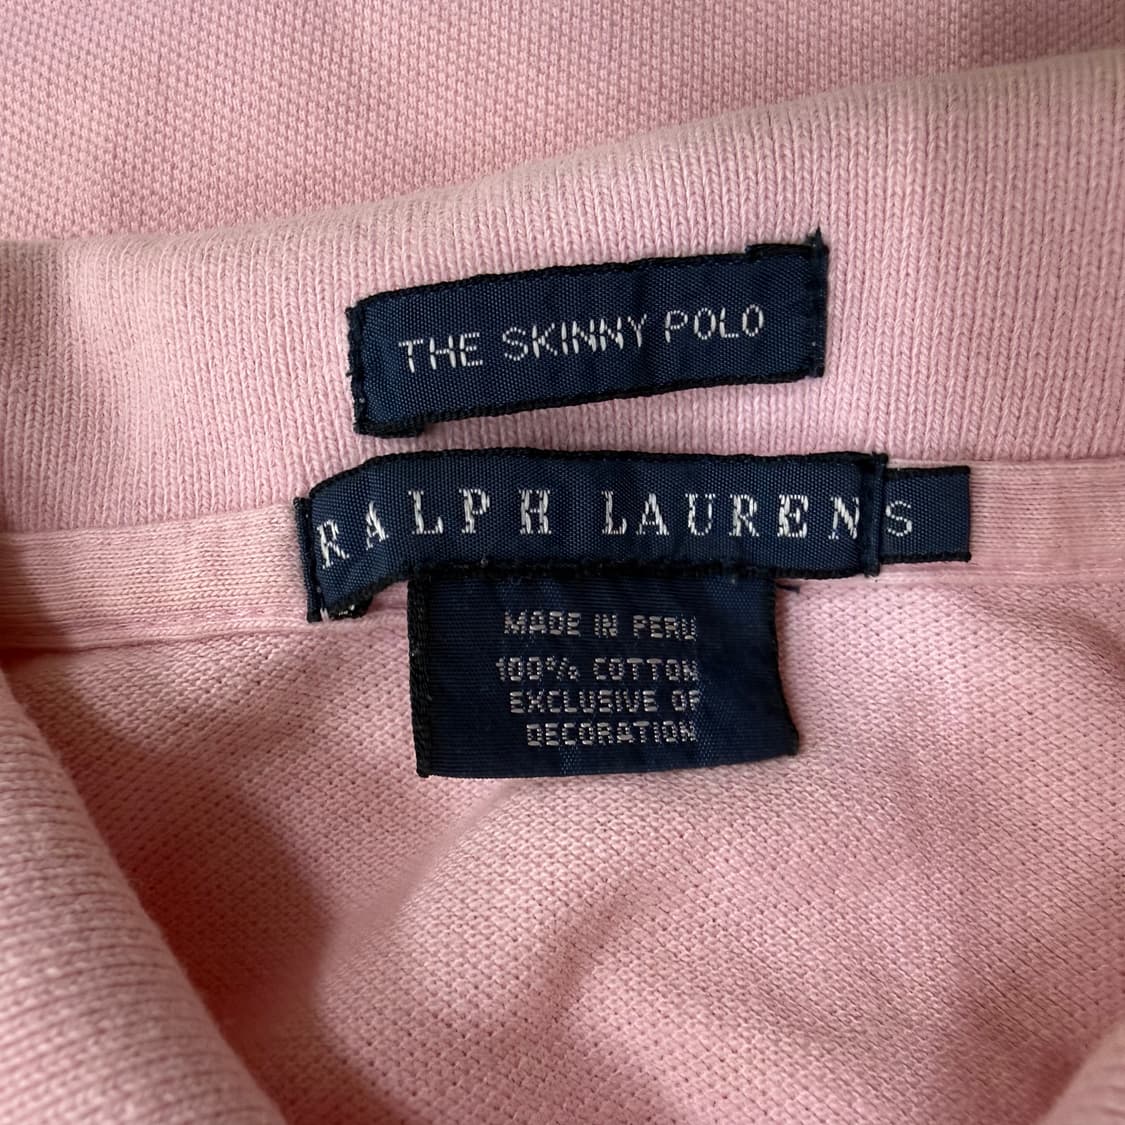 THE SKINNY POLO
RALPH LAUREN S
MADE IN PERU
100% COTTON
EXCLUSIVE OF
DECORATION